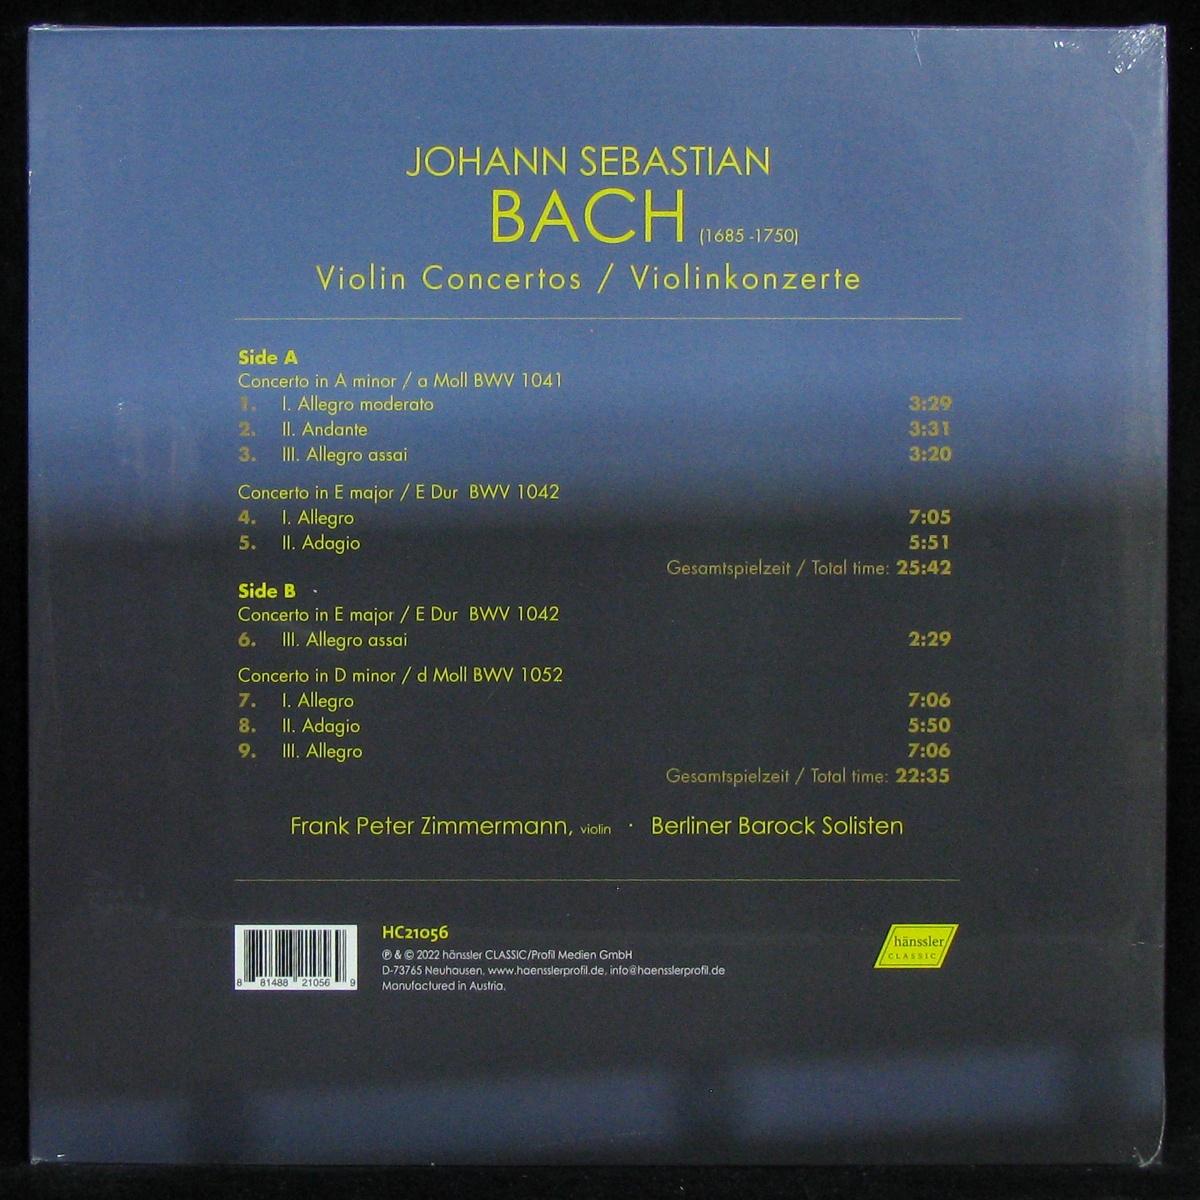 JOHANN SEBASTIAN
BACH (1685 -1750)
Violin Concertos / Violinkonzerte
Side A
Concerto in A minor / a Moll BWV 1041
1. I. Allegro moderato 3:29
2. II. Andante 3:31
3. III. Allegro assai 3:20
Concerto in E major / E Dur BWV 1042
4. I. Allegro 7:05
5. II. Adagio 5:51
Gesamtspielzeit / Total time: 25:42
Side B
Concerto in E major / E Dur BWV 1042
6. III. Allegro assai 2:29
Concerto in D minor / d Moll BWV 1052
7. I. Allegro 7:06
8. II. Adagio 5:50
9. III. Allegro 7:06
Gesamtspielzeit / Total time: 22:35
Frank Peter Zimmermann, violin · Berliner Barock Solisten
HC21056
℗ & © 2022 hänssler CLASSIC/Profil Medien GmbH
D-73765 Neuhausen, www.haensslerprofil.de, info@haensslerprofil.de
Manufactured in Austria.
8 81488 21056 9
hänssler
CLASSIC